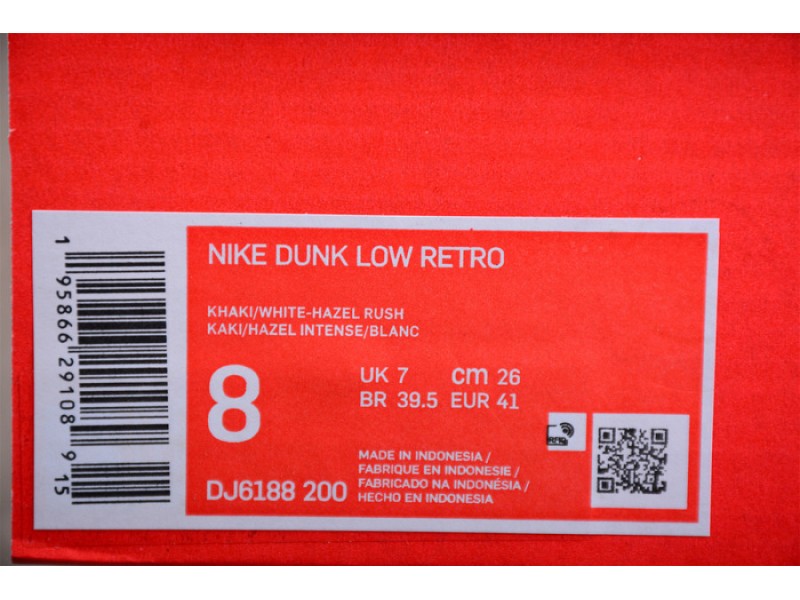 NIKE DUNK LOW RETRO
KHAKI/WHITE-HAZEL RUSH
KAKI/HAZEL INTENSE/BLANC
8
UK 7 cm 26
BR 39.5 EUR 41
MADE IN INDONESIA /
FABRIQUE EN INDONESIE /
FABRICADO NA INDONÉSIA /
HECHO EN INDONESIA
DJ6188 200
1 95866 29108 9 15